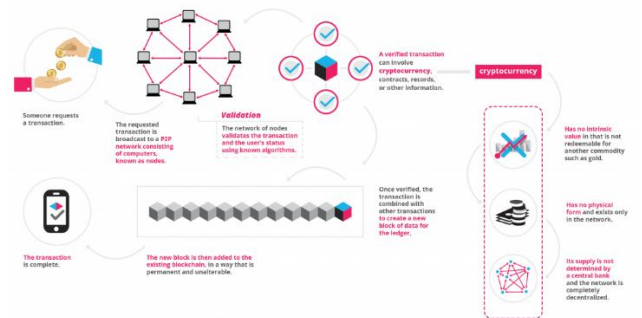 Someone requests
a transaction.
The requested
transaction is
broadcast to a P2P
network consisting
of computers,
known as nodes.
Validation
The network of nodes
validates the transaction
and the user's status
using known algorithms.
A verified transaction
can involve
cryptocurrency,
contracts, records,
or other information.
cryptocurrency
Has no intrinsic
value in that is not
redeemable for
another commodity
such as gold.
Has no physical
form and exists only
in the network.
Its supply is not
determined by
a central bank
and the network is
completely
decentralized.
Once verified, the
transaction is
combined with
other transactions
to create a new
block of data for
the ledger.
The new block is then added to the
existing blockchain, in a way that is
permanent and unalterable.
The transaction
is complete.